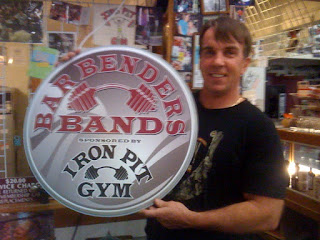 BAR BENDERS
BANDS
SPONSORED BY
IRON PIT
GYM